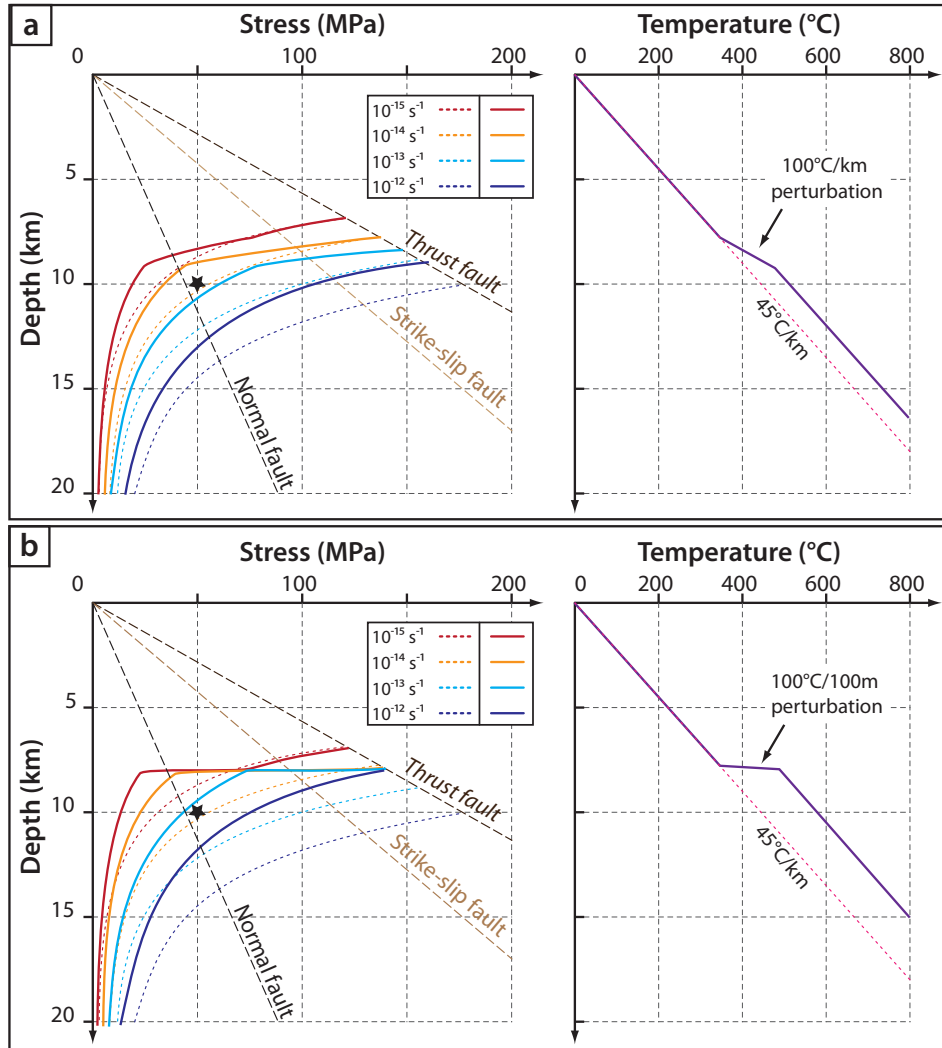 a
Stress (MPa)
Temperature (°C)
0
100
200
0
200
400
600
800
10⁻¹⁵ s⁻¹
10⁻¹⁴ s⁻¹
10⁻¹³ s⁻¹
10⁻¹² s⁻¹
100°C/km
perturbation
5
10
15
20
Depth (km)
Thrust fault
Strike-slip fault
Normal fault
45°C/km
b
Stress (MPa)
Temperature (°C)
0
100
200
0
200
400
600
800
10⁻¹⁵ s⁻¹
10⁻¹⁴ s⁻¹
10⁻¹³ s⁻¹
10⁻¹² s⁻¹
100°C/100m
perturbation
5
10
15
20
Depth (km)
Thrust fault
Strike-slip fault
Normal fault
45°C/km